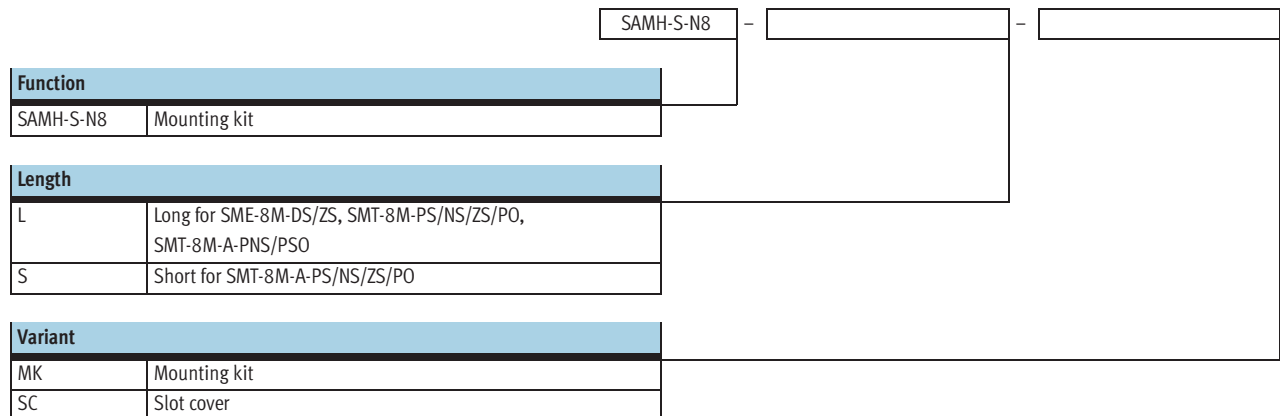 SAMH-S-N8 – –
Function
SAMH-S-N8 Mounting kit
Length
L Long for SME-8M-DS/ZS, SMT-8M-PS/NS/ZS/PO,
SMT-8M-A-PNS/PSO
S Short for SMT-8M-A-PS/NS/ZS/PO
Variant
MK Mounting kit
SC Slot cover